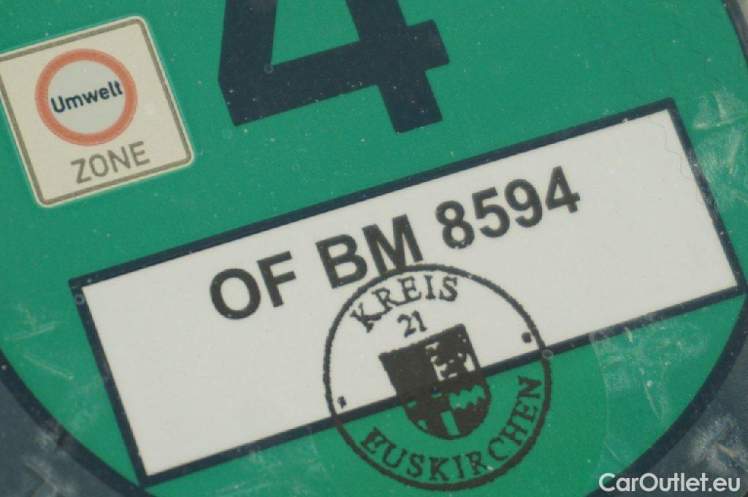 4
Umwelt
ZONE
OF BM 8594
KREIS
21
EUSKIRCHEN
CarOutlet.eu